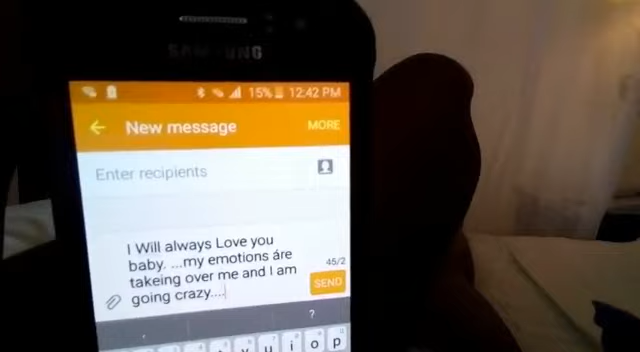 SAMSUNG
15% 12:42 PM
New message
MORE
Enter recipients
I Will always Love you
baby. ...my emotions áre
takeing over me and I am
going crazy....
45/2
SEND
?
u i o p